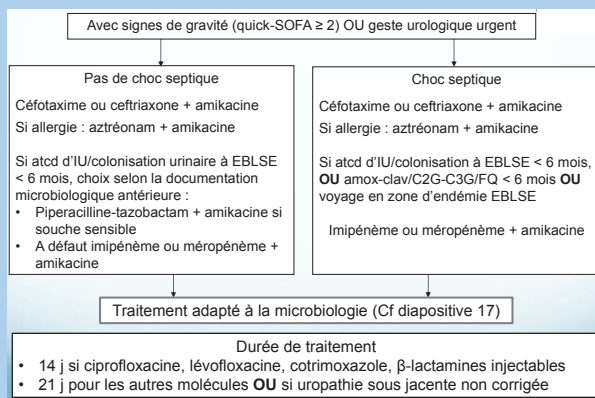 Avec signes de gravité (quick-SOFA ≥ 2) OU geste urologique urgent
Pas de choc septique
Céfotaxime ou ceftriaxone + amikacine
Si allergie : aztréonam + amikacine
Si atcd d'IU/colonisation urinaire à EBLSE
< 6 mois, choix selon la documentation
microbiologique antérieure :
• Piperacilline-tazobactam + amikacine si
souche sensible
• A défaut imipénème ou méropénème +
amikacine
Choc septique
Céfotaxime ou ceftriaxone + amikacine
Si allergie : aztréonam + amikacine
Si atcd d'IU/colonisation à EBLSE < 6 mois,
OU amox-clav/C2G-C3G/FQ < 6 mois OU
voyage en zone d'endémie EBLSE
Imipénème ou méropénème + amikacine
Traitement adapté à la microbiologie (Cf diapositive 17)
Durée de traitement
• 14 j si ciprofloxacine, lévofloxacine, cotrimoxazole, β-lactamines injectables
• 21 j pour les autres molécules OU si uropathie sous jacente non corrigée